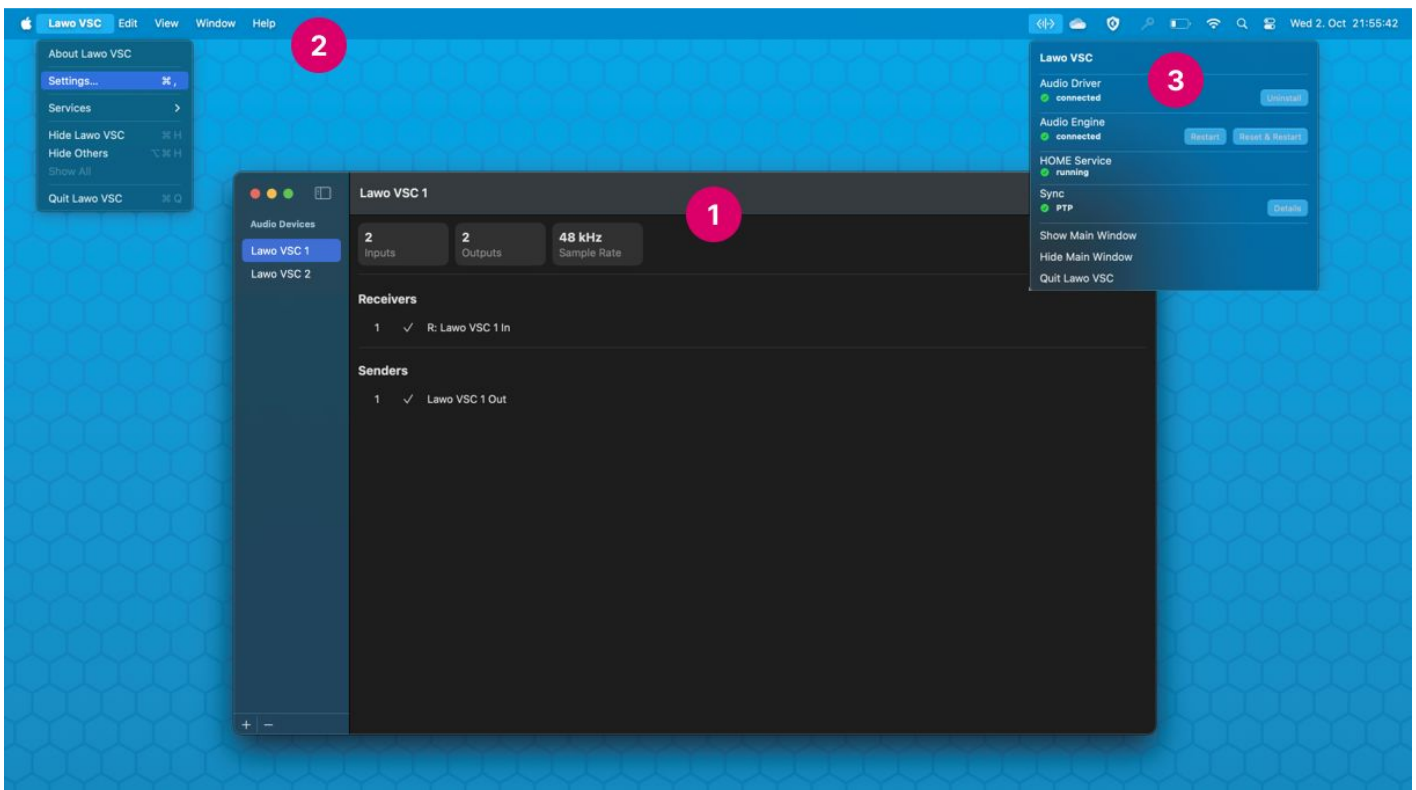 Lawo VSC Edit View Window Help
Wed 2. Oct 21:55:42
2
About Lawo VSC
Settings... ⌘ ,
Services >
Hide Lawo VSC ⌘ H
Hide Others ⌥ ⌘ H
Show All
Quit Lawo VSC ⌘ Q
3
Lawo VSC
Audio Driver
connected
Uninstall
Audio Engine
connected
Restart Reset & Restart
HOME Service
running
Sync
PTP
Details
Show Main Window
Hide Main Window
Quit Lawo VSC
1
Audio Devices
Lawo VSC 1
Lawo VSC 2
+ −
Lawo VSC 1
2 2 48 kHz
Inputs Outputs Sample Rate
Receivers
1 ✓ R: Lawo VSC 1 In
Senders
1 ✓ Lawo VSC 1 Out